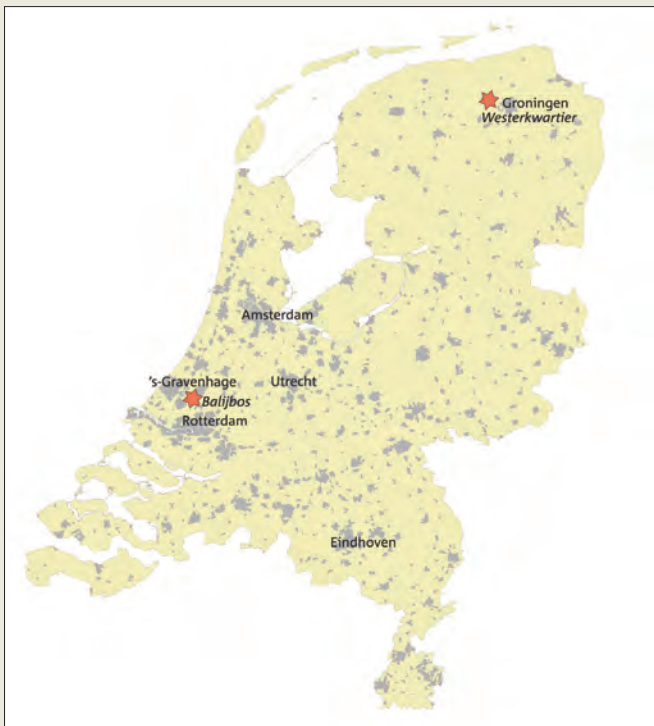 Groningen
Westerkwartier
Amsterdam
's-Gravenhage
Utrecht
Balijbos
Rotterdam
Eindhoven